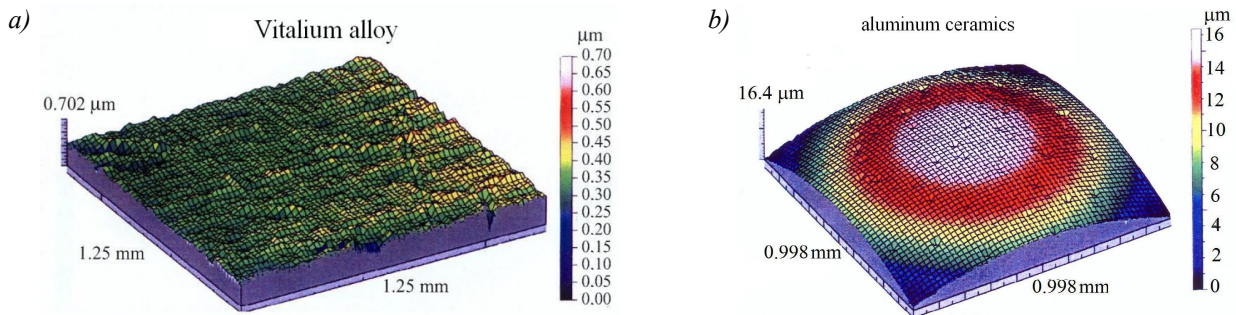 a)
Vitalium alloy
μm
0.70
0.65
0.60
0.55
0.50
0.45
0.40
0.35
0.30
0.25
0.20
0.15
0.10
0.05
0.00
0.702 μm
1.25 mm
1.25 mm
b)
aluminum ceramics
μm
16
14
12
10
8
6
4
2
0
16.4 μm
0.998 mm
0.998 mm